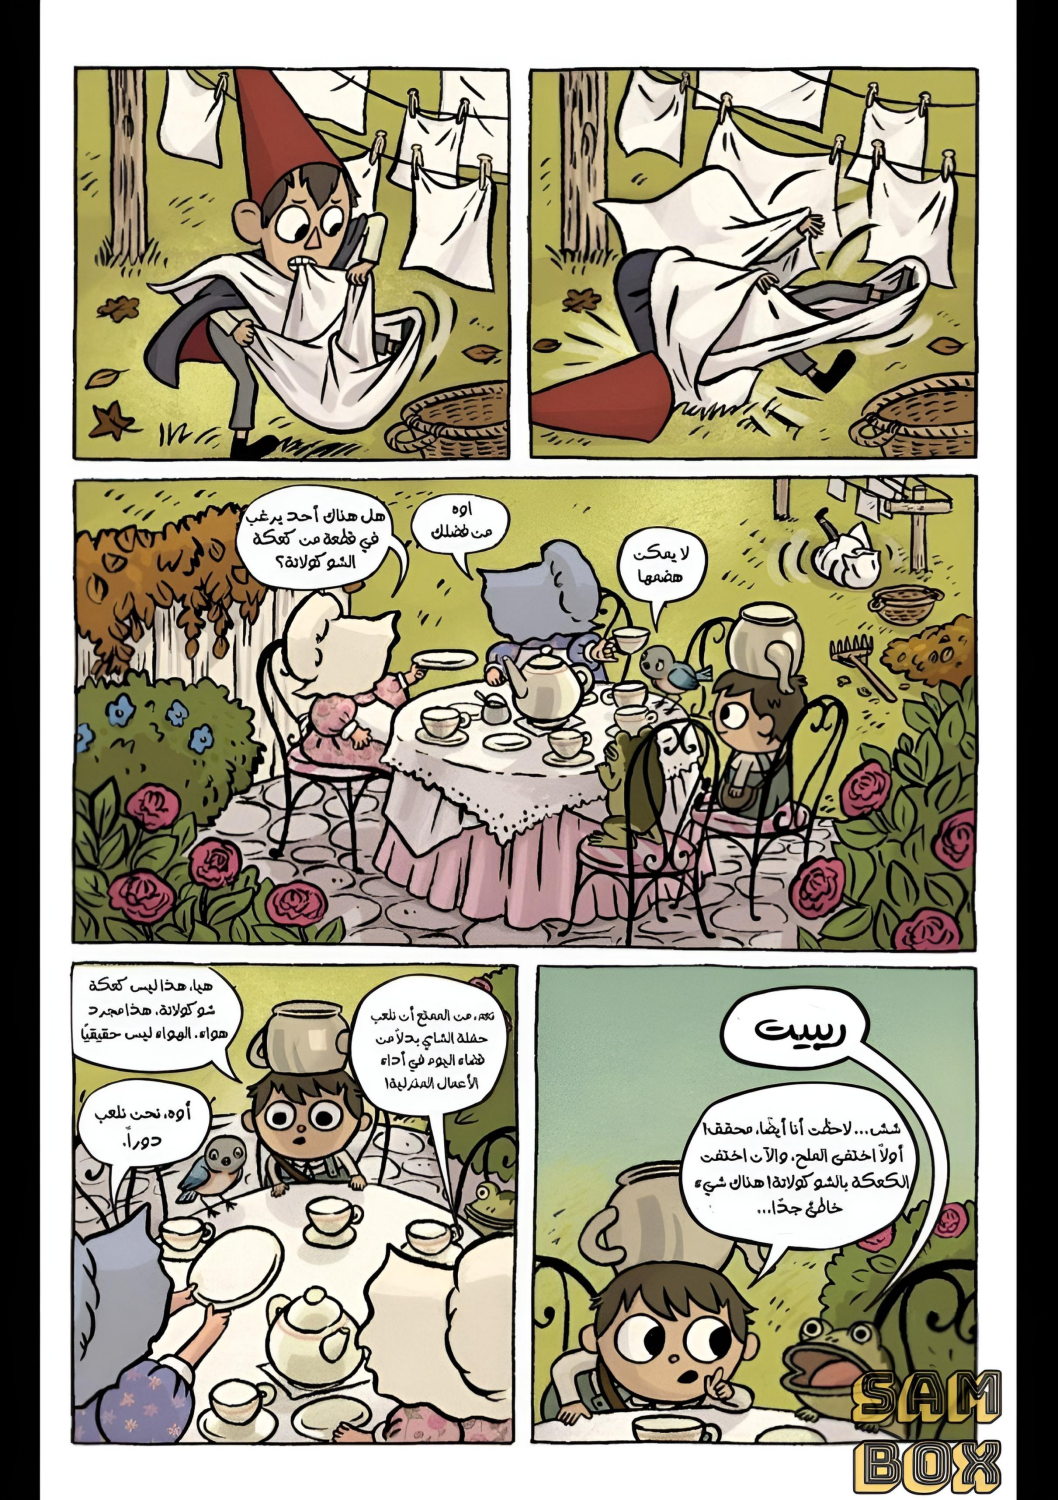 هل هناك أحد يرغب
في قطعة من كعكة
الشوكولاتة؟
اوه
من فضلك
لا يمكن
هضمها
هيا، هذا ليس كعكة
شوكولاتة، هذا مجرد
هواء. الهواء ليس حقيقيًا
نعم، من الممتع أن نلعب
حفلة الشاي بدلاً من
قضاء اليوم في أداء
الأعمال المنزلية!
أوه، نحن نلعب
دوراً.
ريبيت
شش... لاحظت أنا أيضًا، محقق!
أولاً اختفى الملح، والآن اختفت
الكعكة بالشوكولاتة! هناك شيء
خاطئ جدًا...
SAM
BOX